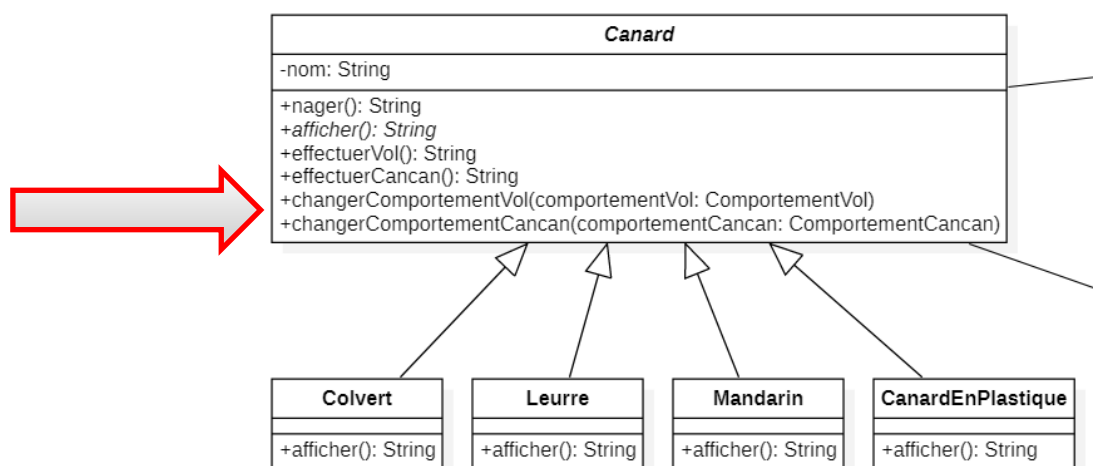 Canard
-nom: String
+nager(): String
+afficher(): String
+effectuerVol(): String
+effectuerCancan(): String
+changerComportementVol(comportementVol: ComportementVol)
+changerComportementCancan(comportementCancan: ComportementCancan)
Colvert
+afficher(): String
Leurre
+afficher(): String
Mandarin
+afficher(): String
CanardEnPlastique
+afficher(): String